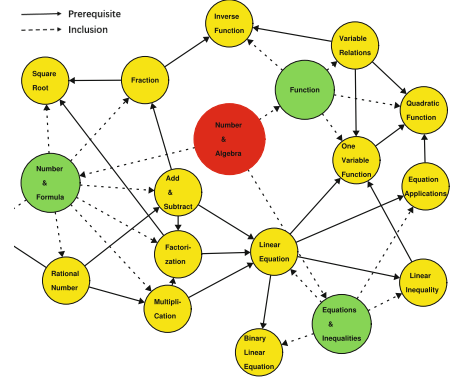 Prerequisite
Inclusion
Inverse
Function
Variable
Relations
Square
Root
Fraction
Function
Quadratic
Function
Number
&
Algebra
One
Variable
Function
Number
&
Formula
Add
&
Subtract
Equation
Applications
Factori-
zation
Linear
Equation
Rational
Number
Multipli-
Cation
Linear
Inequality
Equations
&
Inequalities
Binary
Linear
Equation